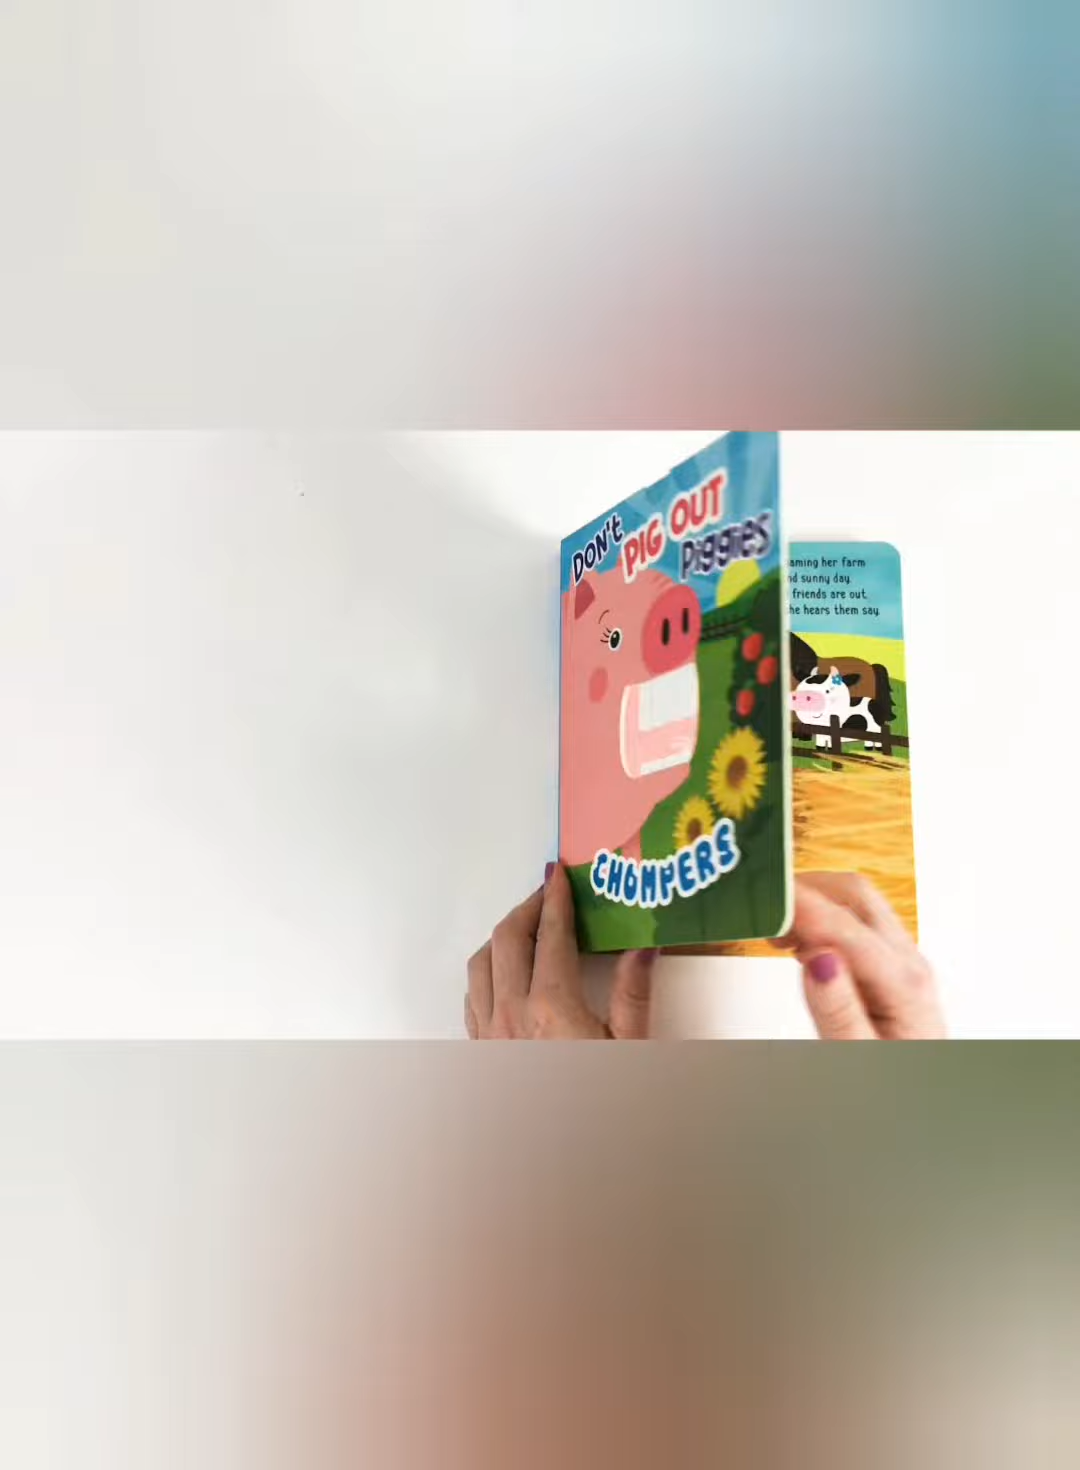 DON't
PIG OUT
PiggiES
CHOMPERS
aming her farm
nd sunny day.
friends are out.
he hears them say.